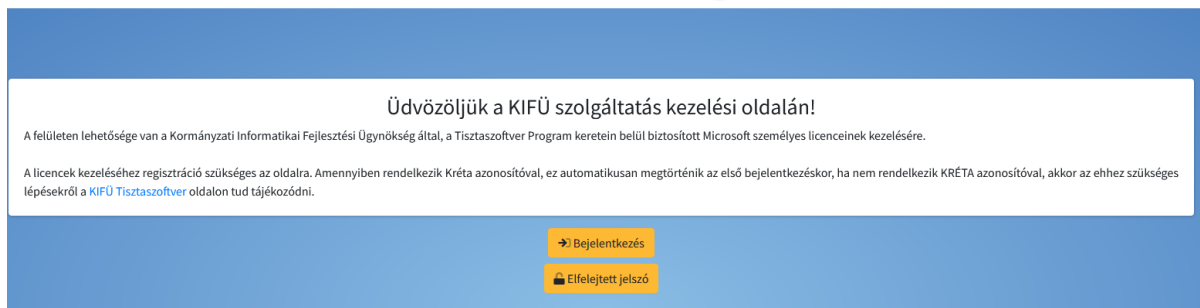 Üdvözöljük a KIFÜ szolgáltatás kezelési oldalán!
A felületen lehetősége van a Kormányzati Informatikai Fejlesztési Ügynökség által, a Tisztaszoftver Program keretein belül biztosított Microsoft személyes licenceinek kezelésére.
A licencek kezeléséhez regisztráció szükséges az oldalra. Amennyiben rendelkezik Kréta azonosítóval, ez automatikusan megtörténik az első bejelentkezéskor, ha nem rendelkezik KRÉTA azonosítóval, akkor az ehhez szükséges
lépésekről a KIFÜ Tisztaszoftver oldalon tud tájékozódni.
Bejelentkezés
Elfelejtett jelszó